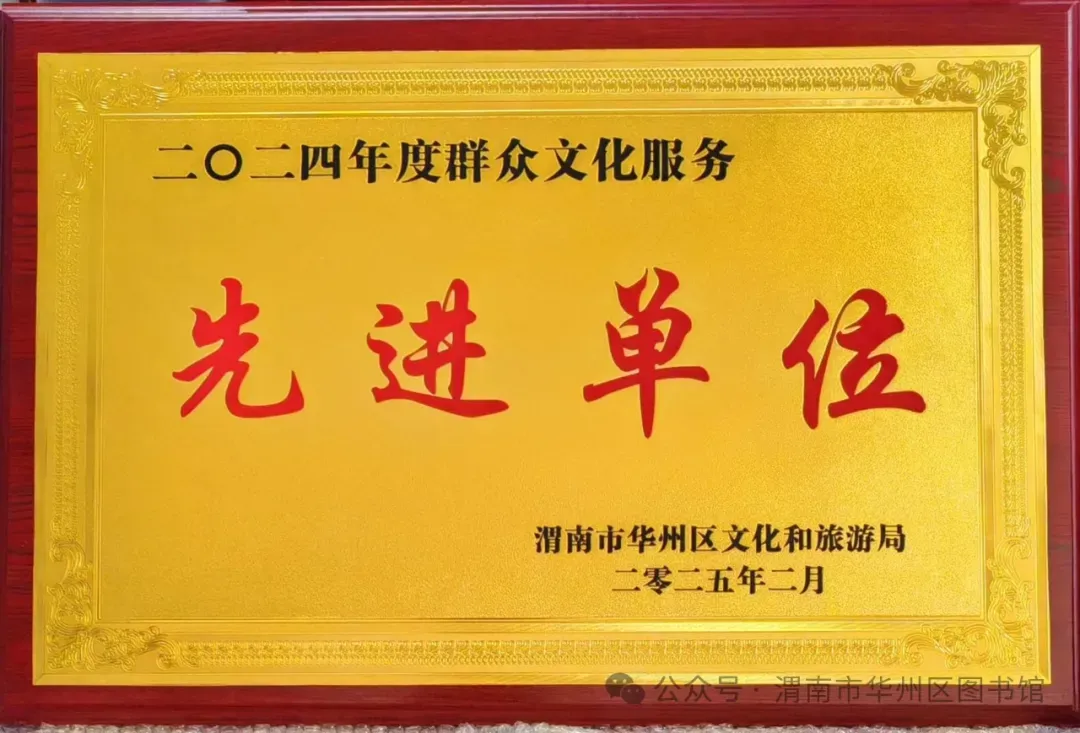 二〇二四年度群众文化服务
先进单位
渭南市华州区文化和旅游局
二零二五年二月
公众号·渭南市华州区图书馆